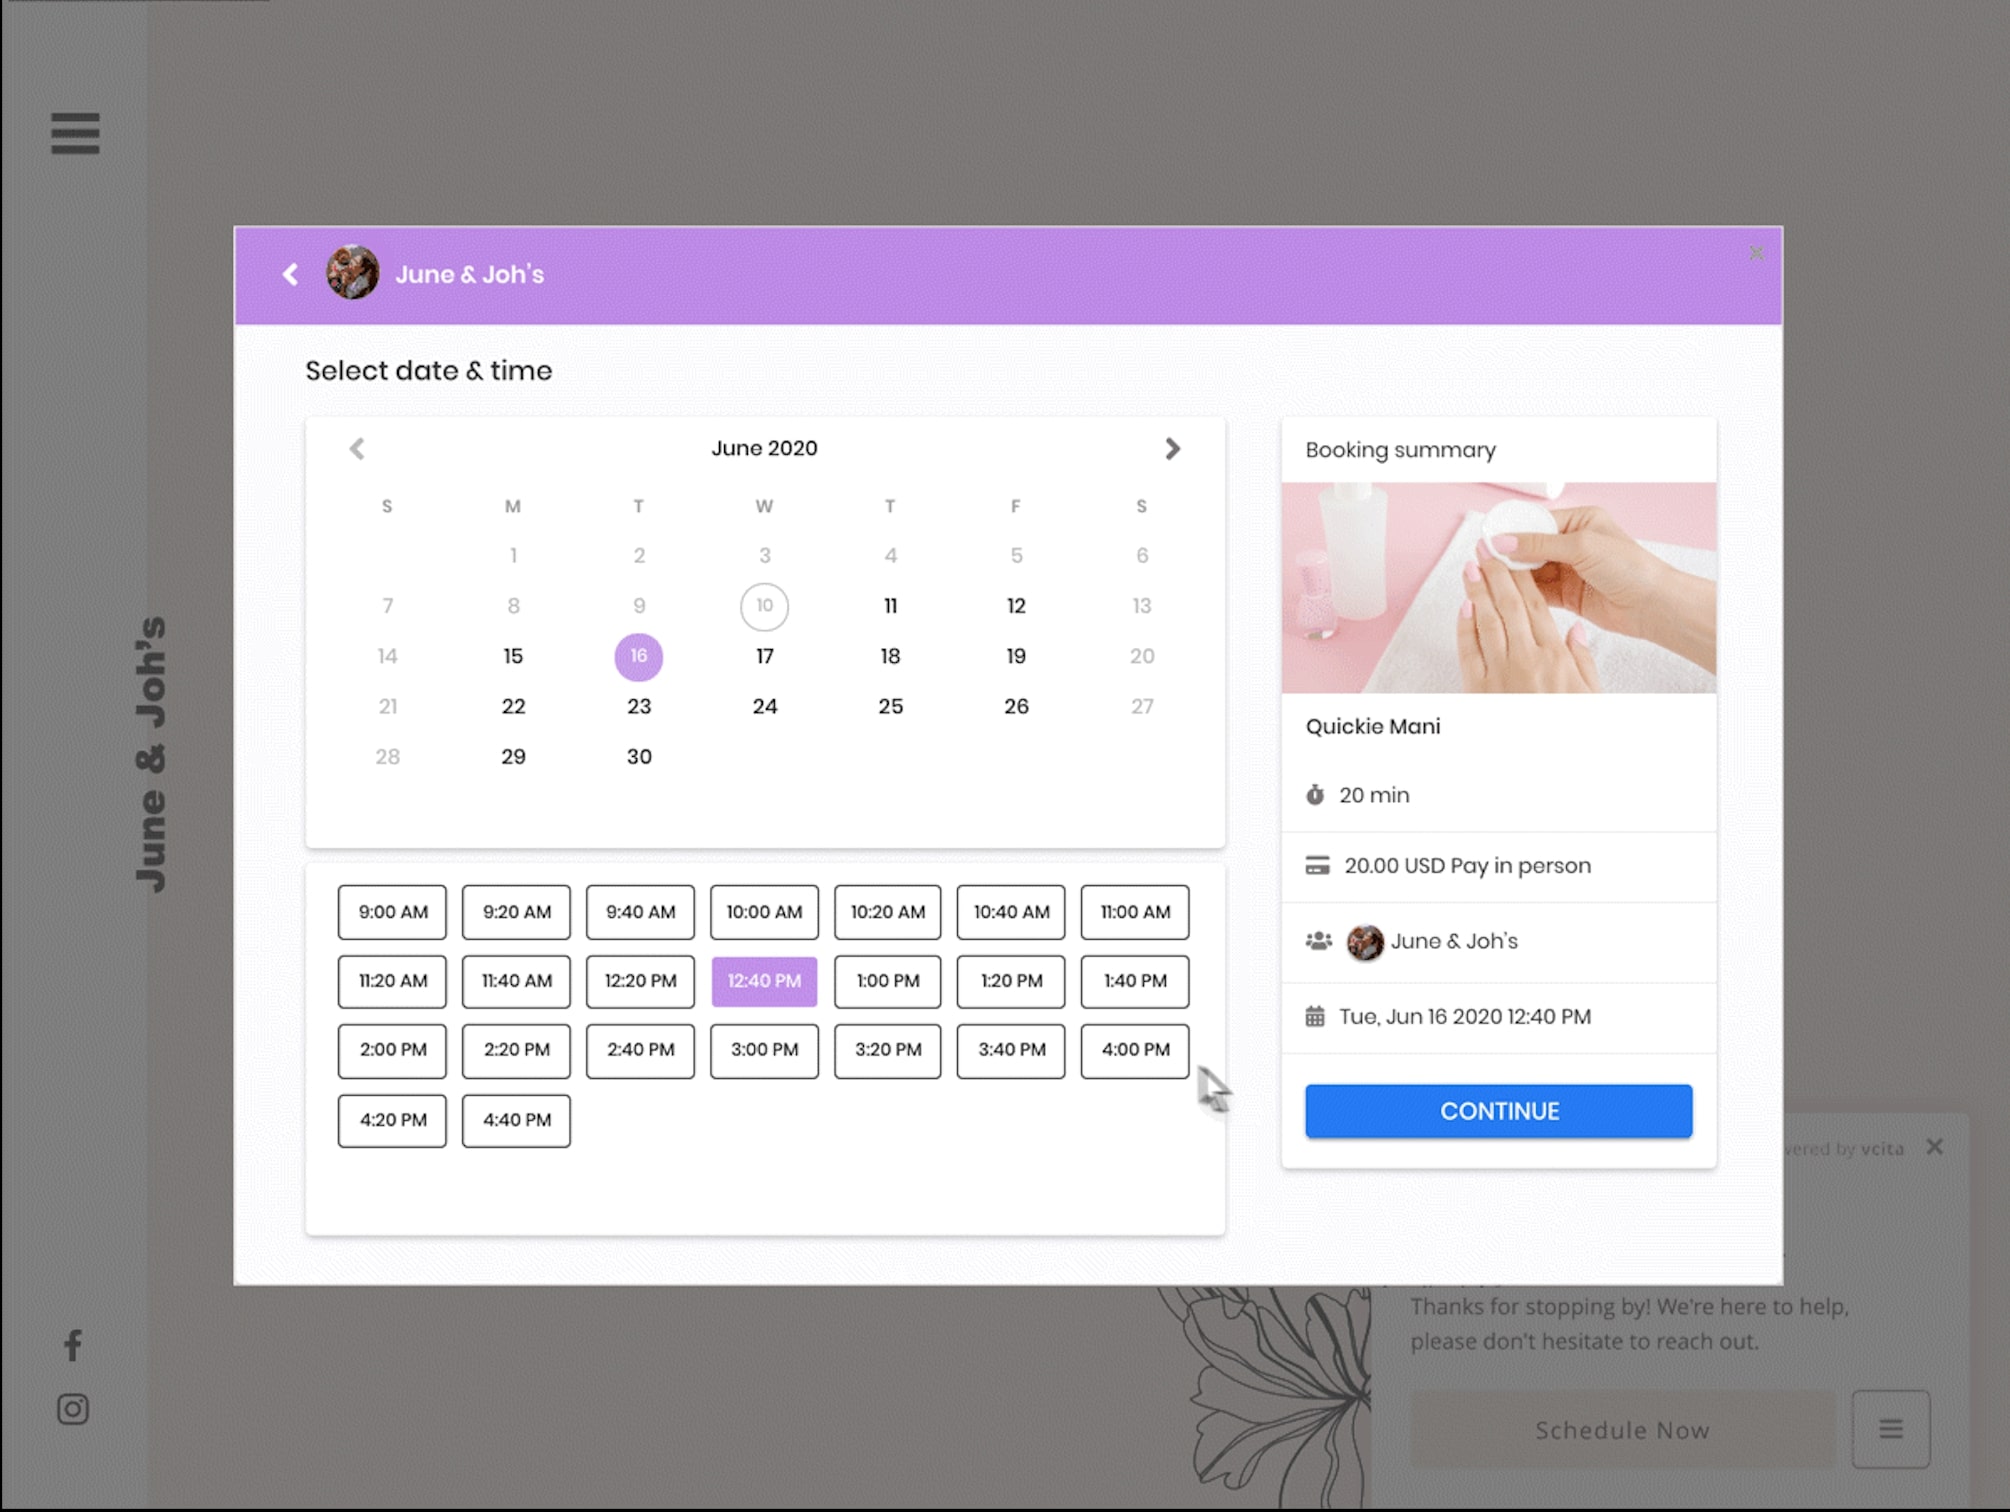 June & Joh's
June & Joh's
Select date & time
June 2020
S M T W T F S
1 2 3 4 5 6
7 8 9 10 11 12 13
14 15 16 17 18 19 20
21 22 23 24 25 26 27
28 29 30
9:00 AM 9:20 AM 9:40 AM 10:00 AM 10:20 AM 10:40 AM 11:00 AM
11:20 AM 11:40 AM 12:20 PM 12:40 PM 1:00 PM 1:20 PM 1:40 PM
2:00 PM 2:20 PM 2:40 PM 3:00 PM 3:20 PM 3:40 PM 4:00 PM
4:20 PM 4:40 PM
Booking summary
Quickie Mani
20 min
20.00 USD Pay in person
June & Joh's
Tue, Jun 16 2020 12:40 PM
CONTINUE
by vcita
Thanks for stopping by! We're here to help,
please don't hesitate to reach out.
Schedule Now